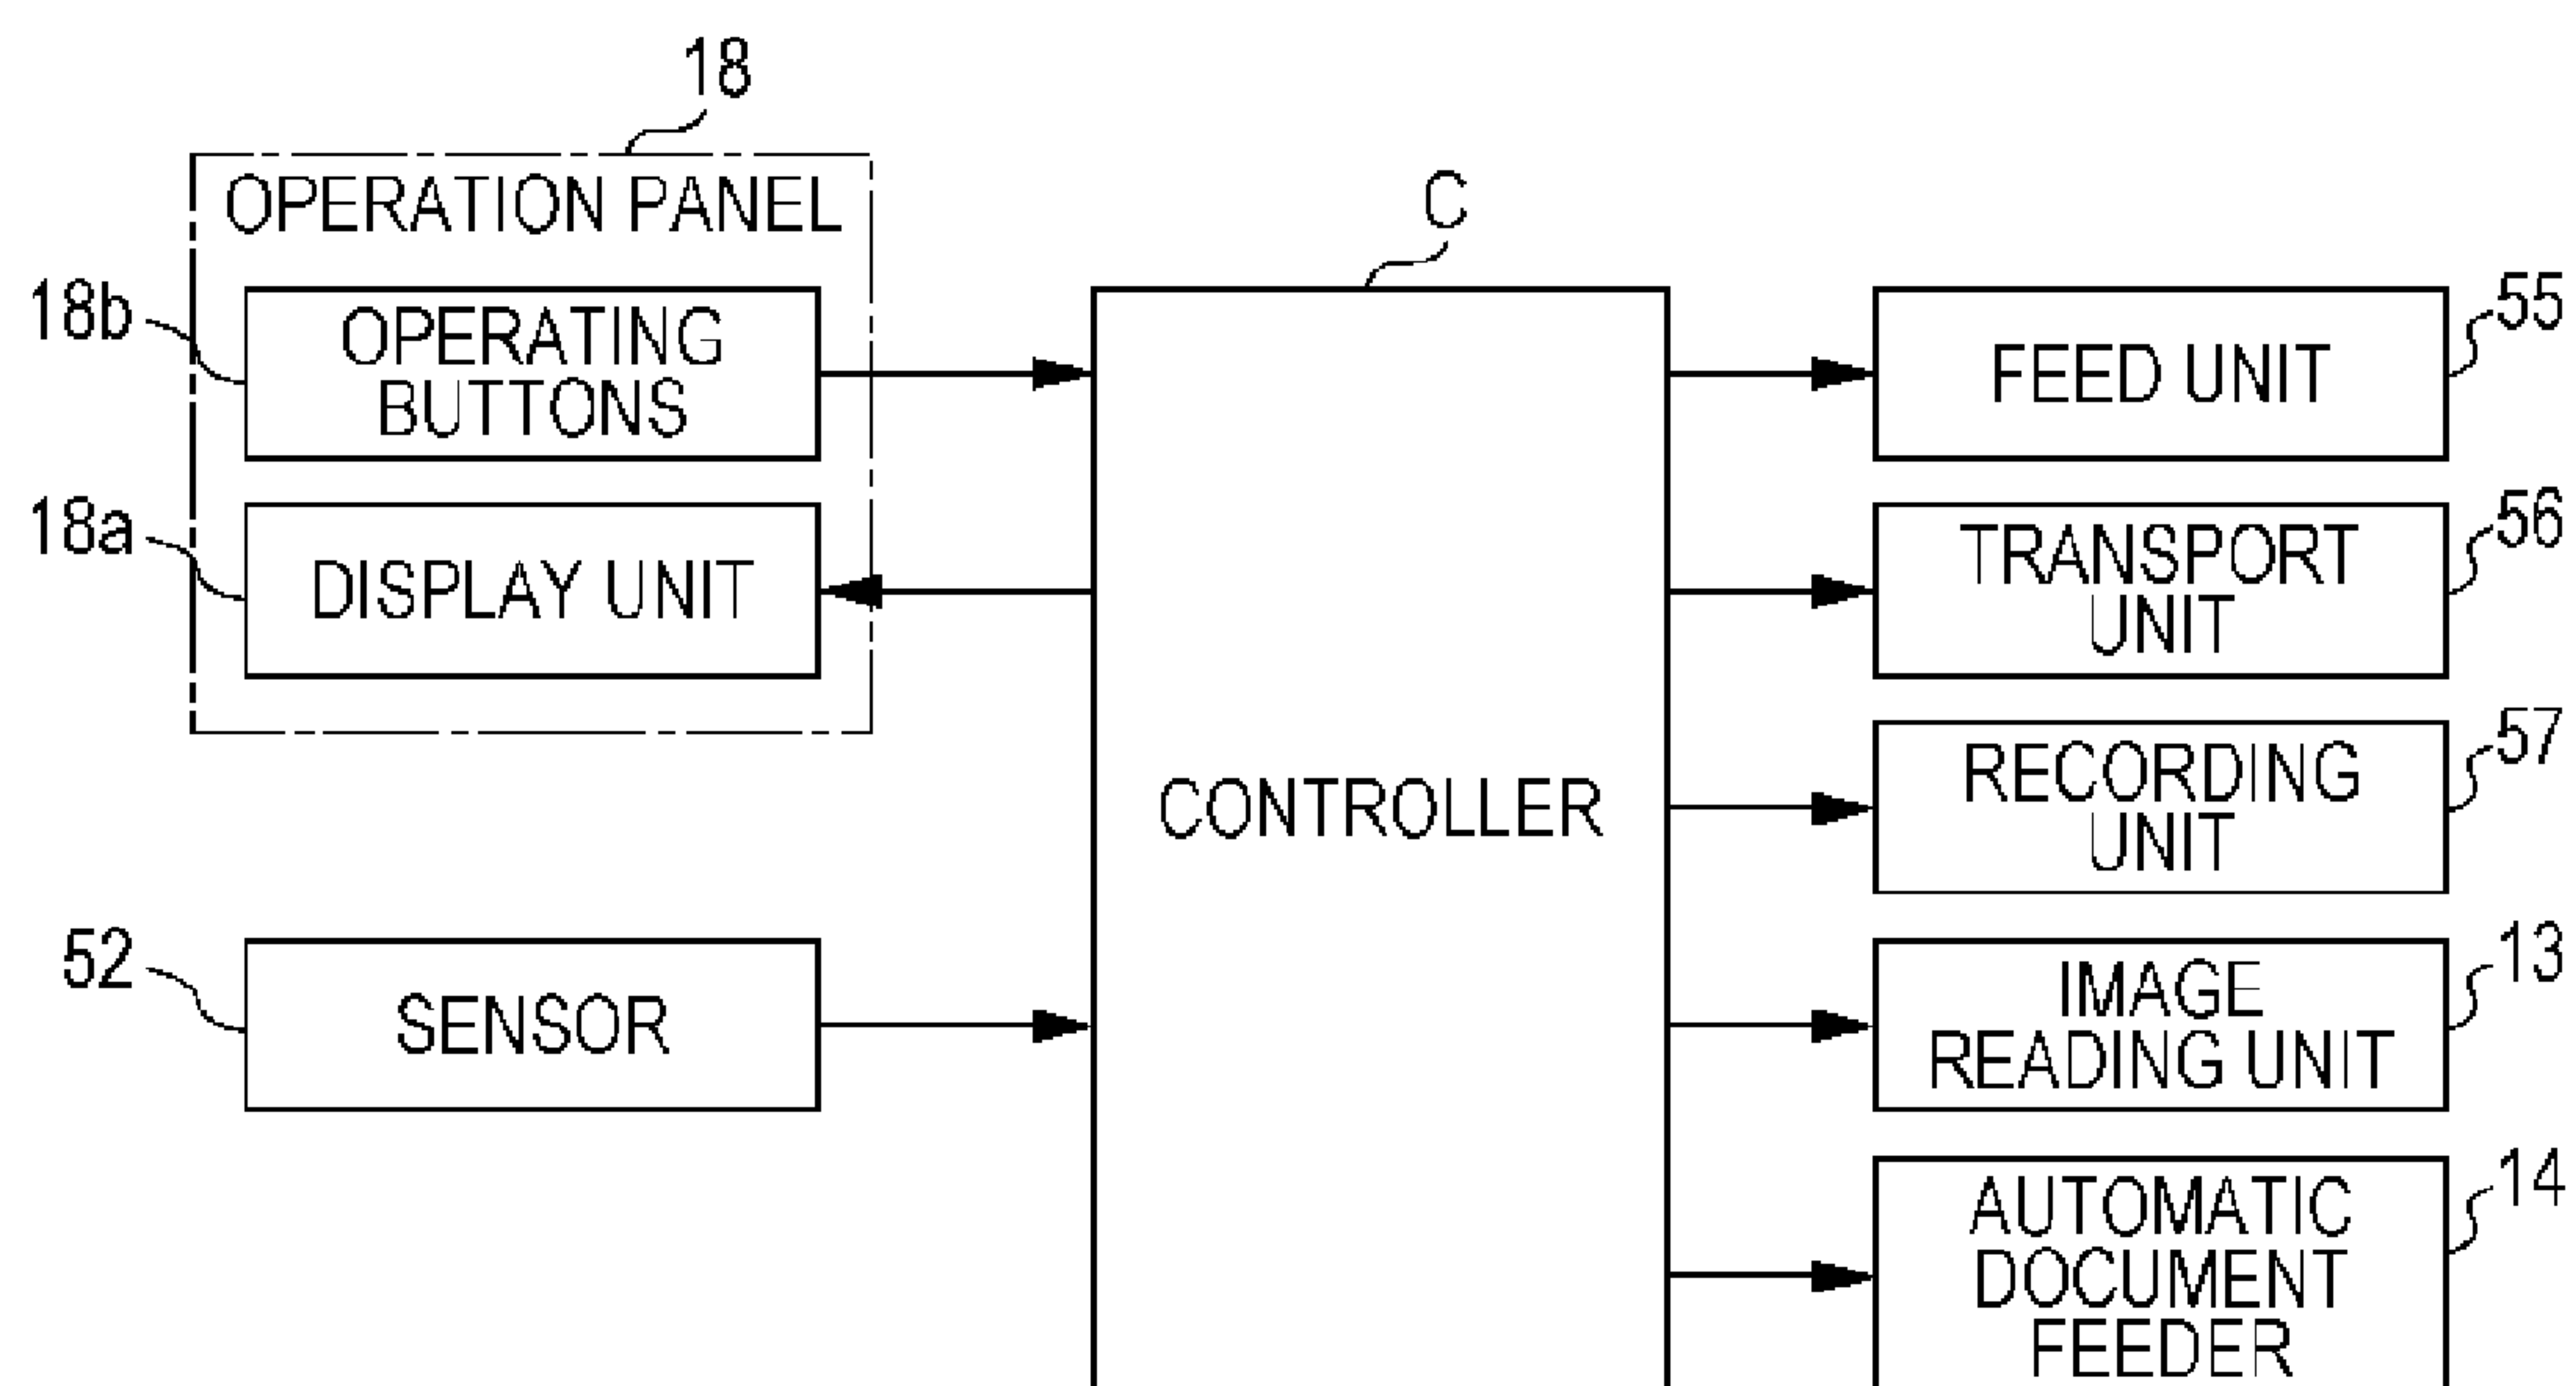 18
OPERATION PANEL
18b
OPERATING
BUTTONS
18a
DISPLAY UNIT
52
SENSOR
C
CONTROLLER
55
FEED UNIT
56
TRANSPORT
UNIT
57
RECORDING
UNIT
13
IMAGE
READING UNIT
14
AUTOMATIC
DOCUMENT
FEEDER